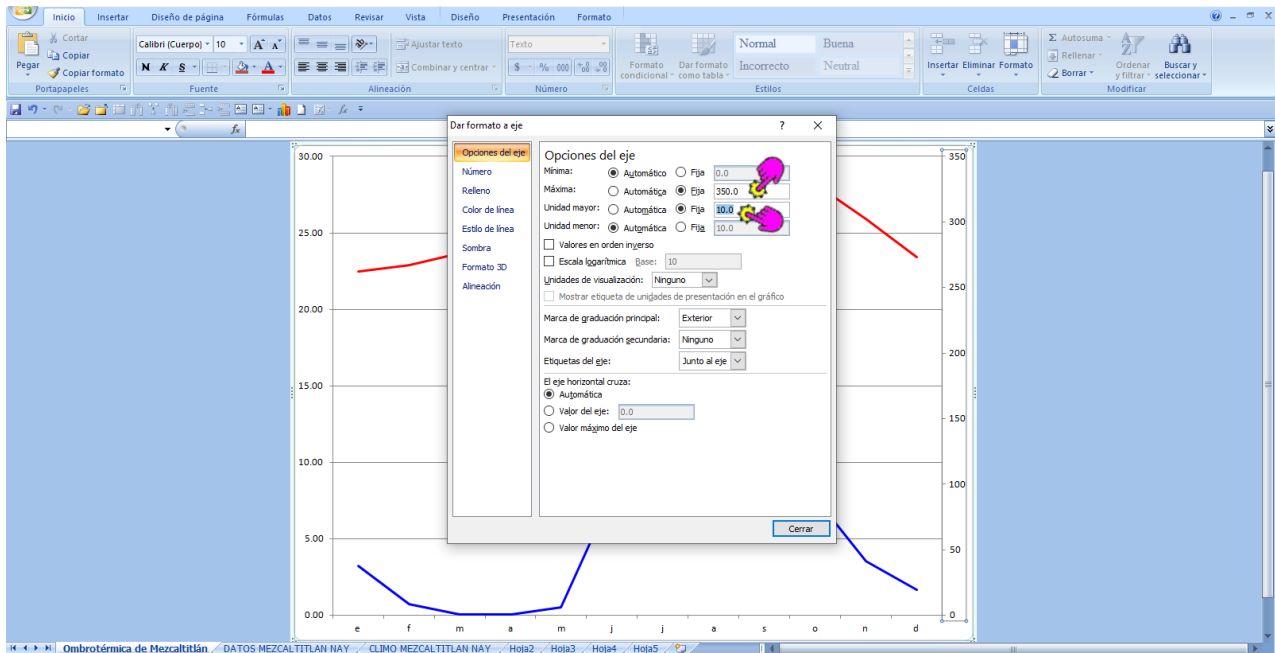 Inicio Insertar Diseño de página Fórmulas Datos Revisar Vista Diseño Presentación Formato
Cortar
Copiar
Copiar formato
Pegar
Portapapeles
Calibri (Cuerpo) 10
N K S
Fuente
Ajustar texto
Combinar y centrar
Alineación
Texto
$ % 000
Número
Formato condicional
Dar formato como tabla
Normal Buena
Incorrecto Neutral
Estilos
Insertar Eliminar Formato
Celdas
Autosuma
Rellenar
Borrar
Ordenar y filtrar
Buscar y seleccionar
Modificar
fx
Dar formato a eje ? X
Opciones del eje
Número
Relleno
Color de línea
Estilo de línea
Sombra
Formato 3D
Alineación
Opciones del eje
Mínima: Automático Fija 0.0
Máxima: Automática Fija 350.0
Unidad mayor: Automática Fija 10.0
Unidad menor: Automática Fija 10.0
Valores en orden inverso
Escala logarítmica Base: 10
Unidades de visualización: Ninguno
Mostrar etiqueta de unidades de presentación en el gráfico
Marca de graduación principal: Exterior
Marca de graduación secundaria: Ninguno
Etiquetas del eje: Junto al eje
El eje horizontal cruza:
Automática
Valor del eje: 0.0
Valor máximo del eje
Cerrar
30.00
25.00
20.00
15.00
10.00
5.00
0.00
350
300
250
200
150
100
50
0
e f m a m j j a s o n d
Ombrotérmica de Mezcaltitlán DATOS MEZCALTITLAN NAY CLIMO MEZCALTITLAN NAY Hoja2 Hoja3 Hoja4 Hoja5